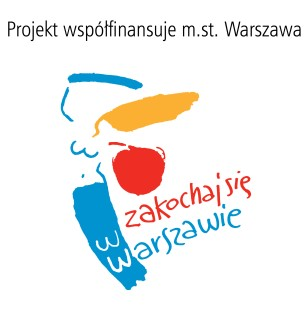 Projekt współfinansuje m.st. Warszawa
zakochaj się
w warszawie